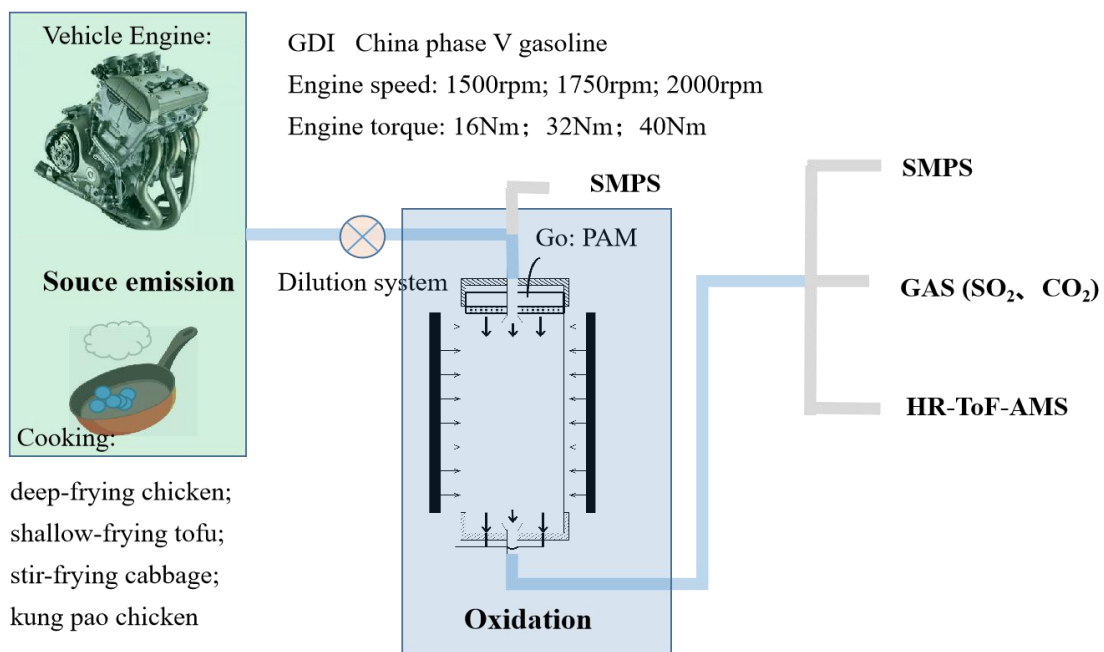 Vehicle Engine:
GDI China phase V gasoline
Engine speed: 1500rpm; 1750rpm; 2000rpm
Engine torque: 16Nm；32Nm；40Nm
SMPS
Go: PAM
Dilution system
Souce emission
Cooking:
deep-frying chicken;
shallow-frying tofu;
stir-frying cabbage;
kung pao chicken
Oxidation
SMPS
GAS (SO₂、CO₂)
HR-ToF-AMS